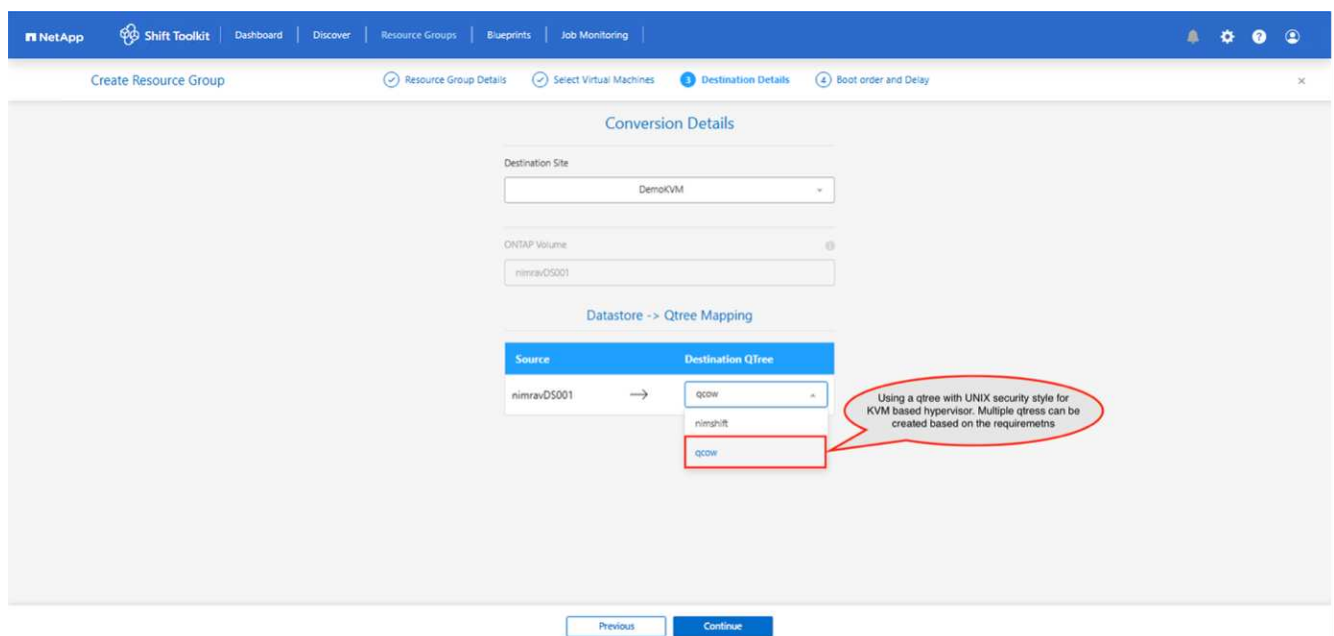 NetApp Shift Toolkit Dashboard Discover Resource Groups Blueprints Job Monitoring
Create Resource Group Resource Group Details Select Virtual Machines 3 Destination Details 4 Boot order and Delay
Conversion Details
Destination Site
DemoKVM
ONTAP Volume
nimravDS001
Datastore -> Qtree Mapping
Source Destination QTree
nimravDS001 qcow
nimshift
qcow
Using a qtree with UNIX security style for
KVM based hypervisor. Multiple qtress can be
created based on the requiremetns
Previous Continue